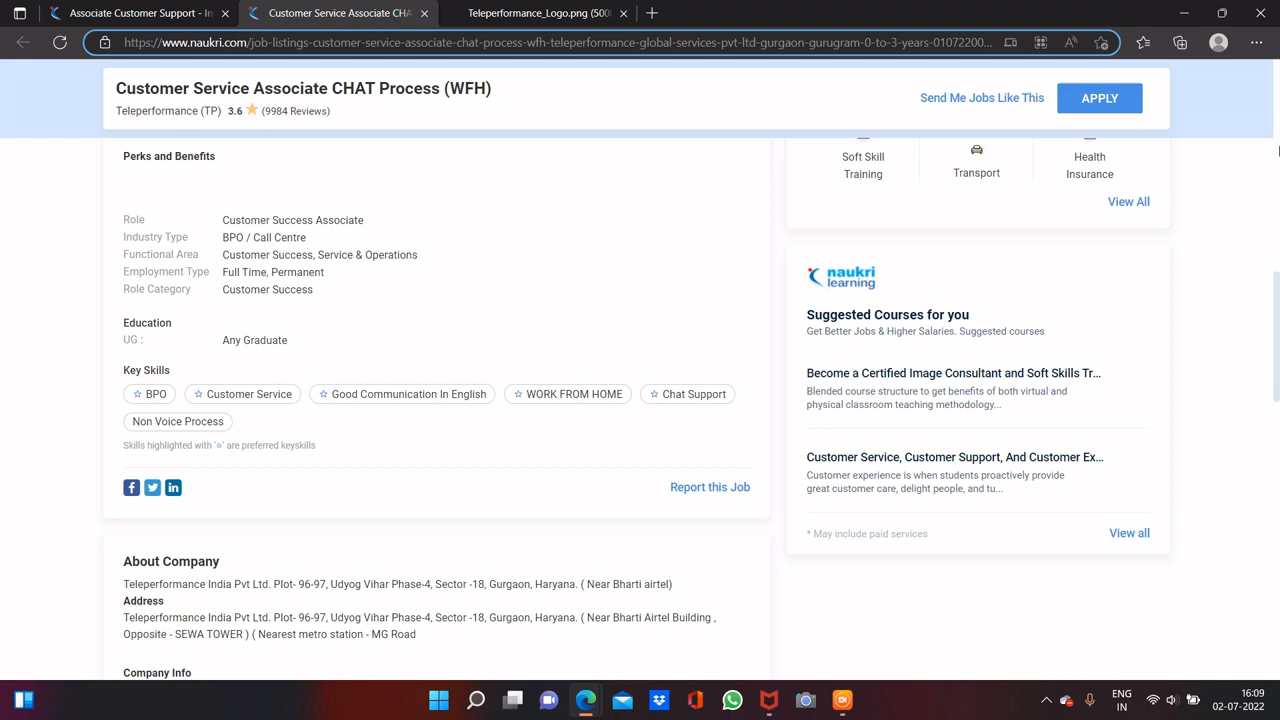 Associate Customer Support - In
Customer Service Associate CHA
Teleperformance_Logo.png (500
https://www.naukri.com/job-listings-customer-service-associate-chat-process-wfh-teleperformance-global-services-pvt-ltd-gurgaon-gurugram-0-to-3-years-01072200...
Customer Service Associate CHAT Process (WFH)
Teleperformance (TP) 3.6 (9984 Reviews)
Send Me Jobs Like This
APPLY
Perks and Benefits
Role Customer Success Associate
Industry Type BPO / Call Centre
Functional Area Customer Success, Service & Operations
Employment Type Full Time, Permanent
Role Category Customer Success
Education
UG : Any Graduate
Key Skills
☆ BPO ☆ Customer Service ☆ Good Communication In English ☆ WORK FROM HOME ☆ Chat Support
Non Voice Process
Skills highlighted with '☆' are preferred keyskills
Report this Job
About Company
Teleperformance India Pvt Ltd. Plot- 96-97, Udyog Vihar Phase-4, Sector -18, Gurgaon, Haryana. ( Near Bharti airtel)
Address
Teleperformance India Pvt Ltd. Plot- 96-97, Udyog Vihar Phase-4, Sector -18, Gurgaon, Haryana. ( Near Bharti Airtel Building ,
Opposite - SEWA TOWER ) ( Nearest metro station - MG Road
Company Info
Soft Skill
Training
Transport
Health
Insurance
View All
naukri
learning
Suggested Courses for you
Get Better Jobs & Higher Salaries. Suggested courses
Become a Certified Image Consultant and Soft Skills Tr...
Blended course structure to get benefits of both virtual and
physical classroom teaching methodology...
Customer Service, Customer Support, And Customer Ex...
Customer experience is when students proactively provide
great customer care, delight people, and tu...
* May include paid services
View all
ENG
IN
16:09
02-07-2022